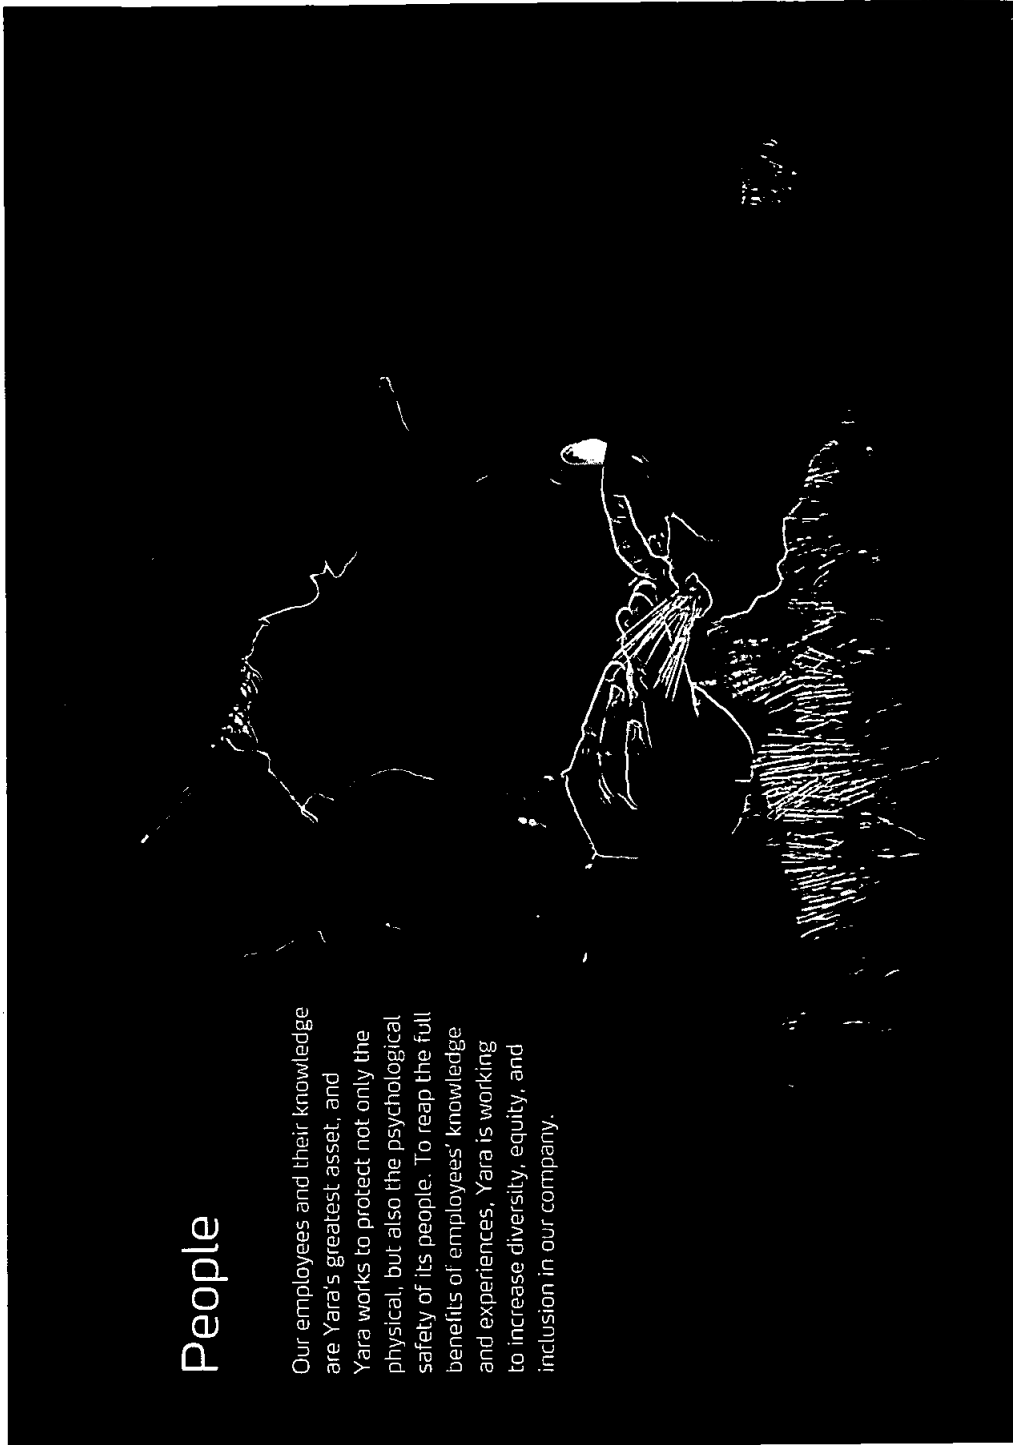 People
Our employees and their knowledge
are Yara's greatest asset, and
Yara works to protect not only the
physical, but also the psychological
safety of its people. To reap the full
benefits of employees' knowledge
and experiences, Yara is working
to increase diversity, equity, and
inclusion in our company.